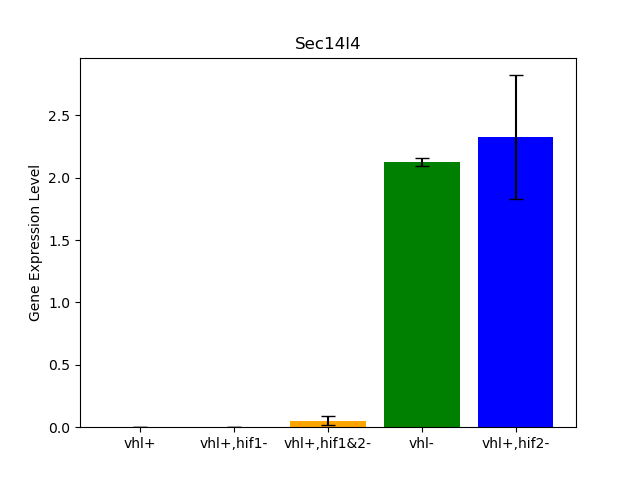 Sec14l4
Gene Expression Level
2.5
2.0
1.5
1.0
0.5
0.0
vhl+ vhl+,hif1- vhl+,hif1&2- vhl- vhl+,hif2-